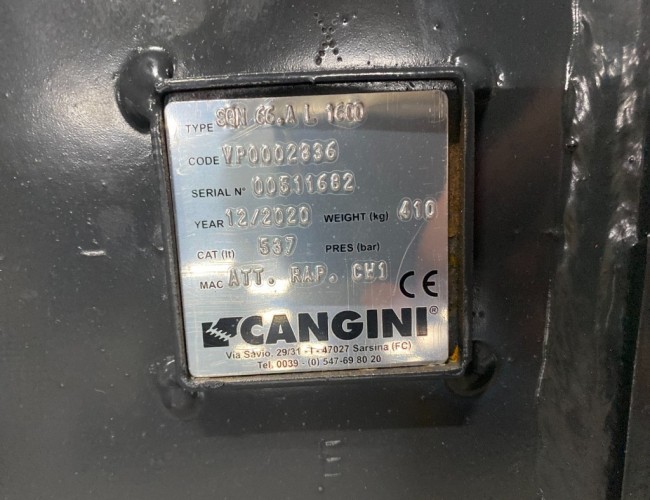 TYPE SQN 66.A L 1600
CODE VP0002836
SERIAL N° 00511682
YEAR 12/2020 WEIGHT (kg) 410
CAT (lt) 537 PRES (bar)
MAC ATT. RAP. CW1
CE
CANGINI®
Via Savio, 29/31 - I - 47027 Sarsina (FC)
Tel. 0039 - (0) 547-69 80 20